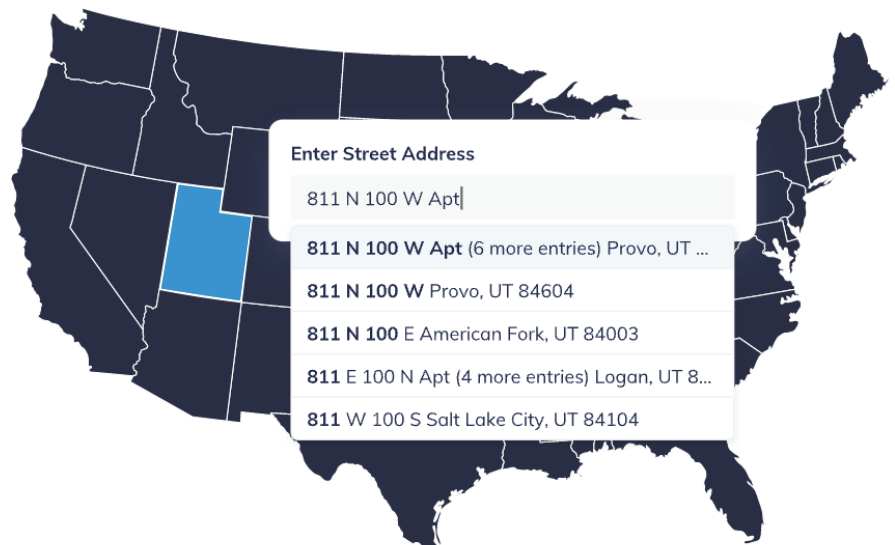 Enter Street Address
811 N 100 W Apt
811 N 100 W Apt (6 more entries) Provo, UT ...
811 N 100 W Provo, UT 84604
811 N 100 E American Fork, UT 84003
811 E 100 N Apt (4 more entries) Logan, UT 8...
811 W 100 S Salt Lake City, UT 84104